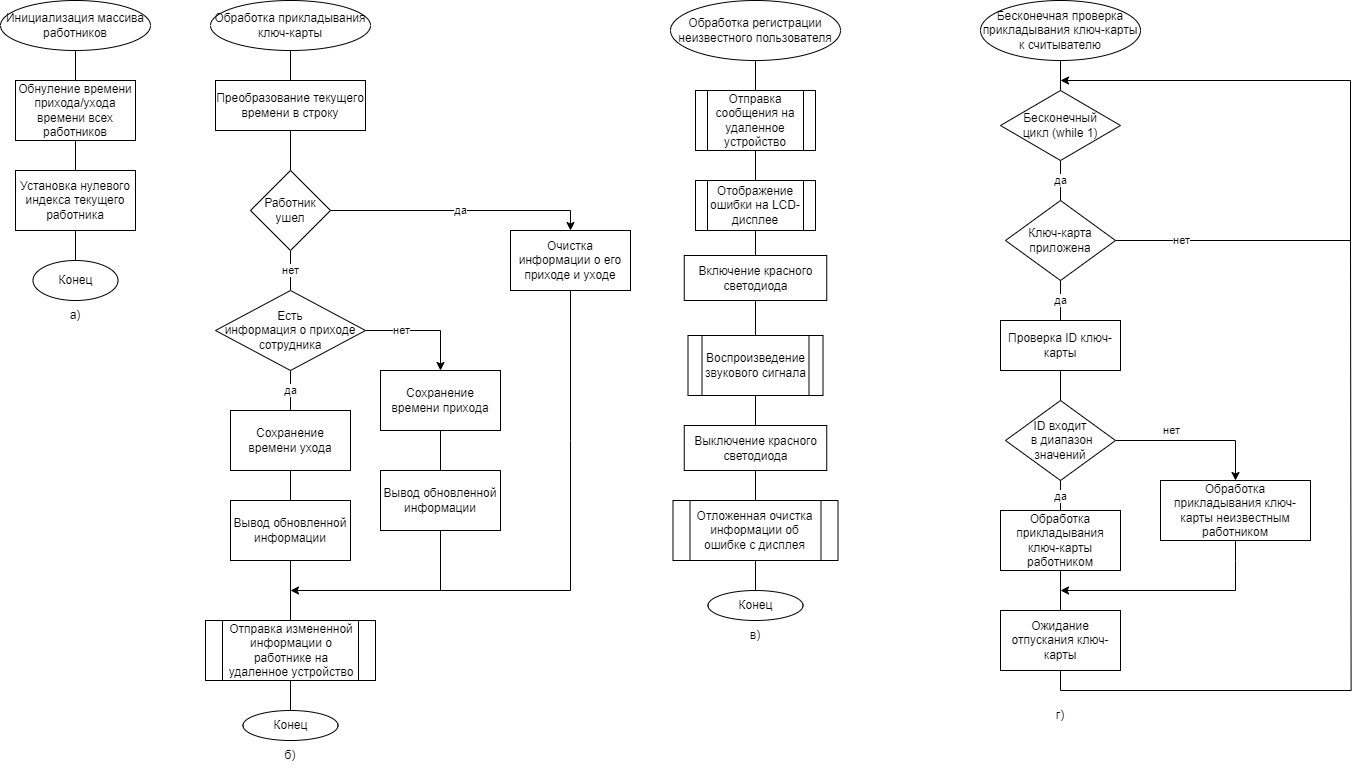 Инициализация массива
работников
Обнуление времени
прихода/ухода
времени всех
работников
Установка нулевого
индекса текущего
работника
Конец
а)
Обработка прикладывания
ключ-карты
Преобразование текущего
времени в строку
Работник
ушел
да
Очистка
информации о его
приходе и уходе
нет
Есть
информация о приходе
сотрудника
нет
Сохранение
времени прихода
Вывод обновленной
информации
да
Сохранение
времени ухода
Вывод обновленной
информации
Отправка измененной
информации о
работнике на
удаленное устройство
Конец
б)
Обработка регистрации
неизвестного пользователя
Отправка
сообщения на
удаленное
устройство
Отображение
ошибки на LCD-
дисплее
Включение красного
светодиода
Воспроизведение
звукового сигнала
Выключение красного
светодиода
Отложенная очистка
информации об
ошибке с дисплея
Конец
в)
Бесконечная проверка
прикладывания ключ-карты
к считывателю
Бесконечный
цикл (while 1)
да
Ключ-карта
приложена
нет
да
Проверка ID ключ-
карты
ID входит
в диапазон
значений
нет
Обработка
прикладывания ключ-
карты неизвестным
работником
да
Обработка
прикладывания
ключ-карты
работником
Ожидание
отпускания ключ-
карты
г)